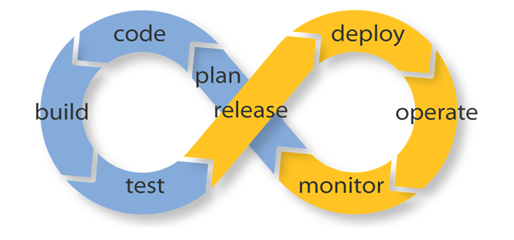 code
deploy
plan
build
release
operate
test
monitor